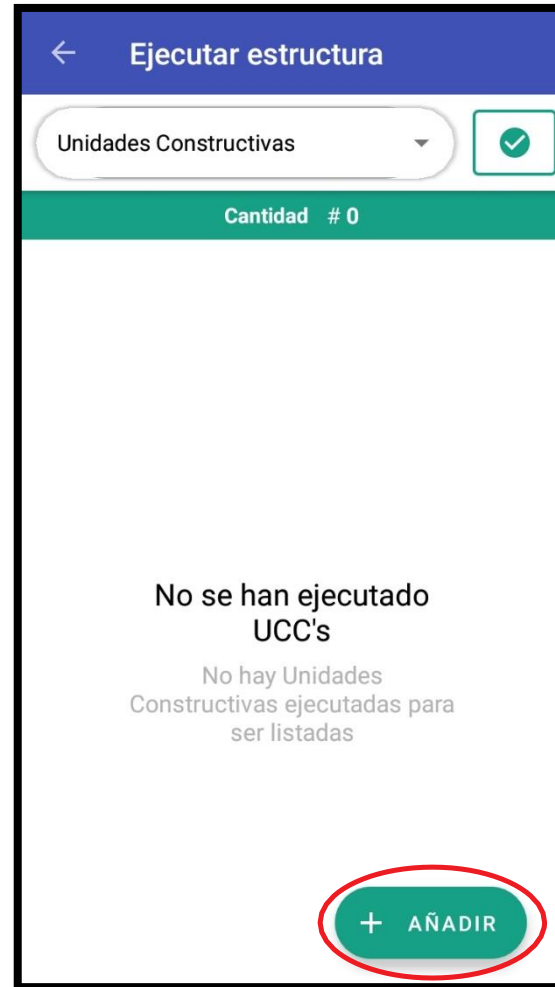 Ejecutar estructura
Unidades Constructivas
Cantidad # 0
No se han ejecutado
UCC's
No hay Unidades
Constructivas ejecutadas para
ser listadas
+ AÑADIR